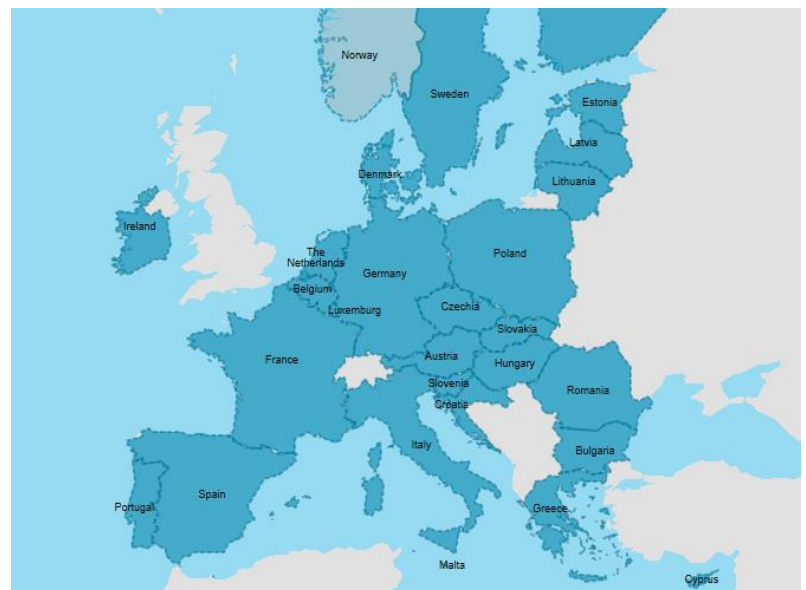 Norway
Sweden
Estonia
Latvia
Denmark
Lithuania
Ireland
The
Netherlands
Poland
Germany
Belgium
Czechia
Luxemburg
Slovakia
Austria
France
Hungary
Slovenia
Romania
Croatia
Italy
Bulgaria
Spain
Portugal
Greece
Malta
Cyprus